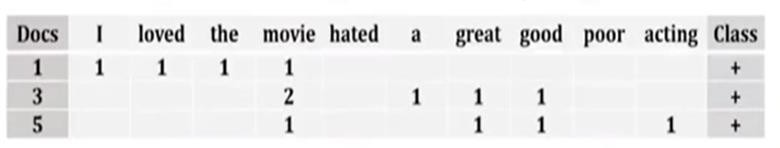 Docs I loved the movie hated a great good poor acting Class
1 1 1 1 1 +
3 2 1 1 1 +
5 1 1 1 1 +